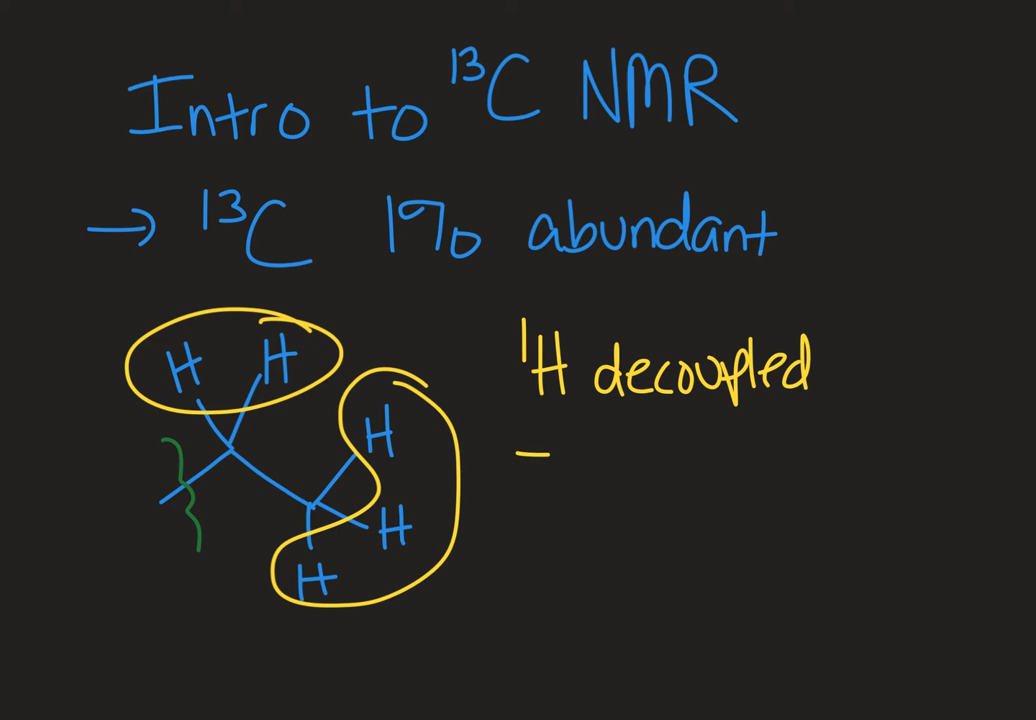 Intro to ¹³C NMR
→ ¹³C 1% abundant
H H
¹H decoupled
H
–
H
H